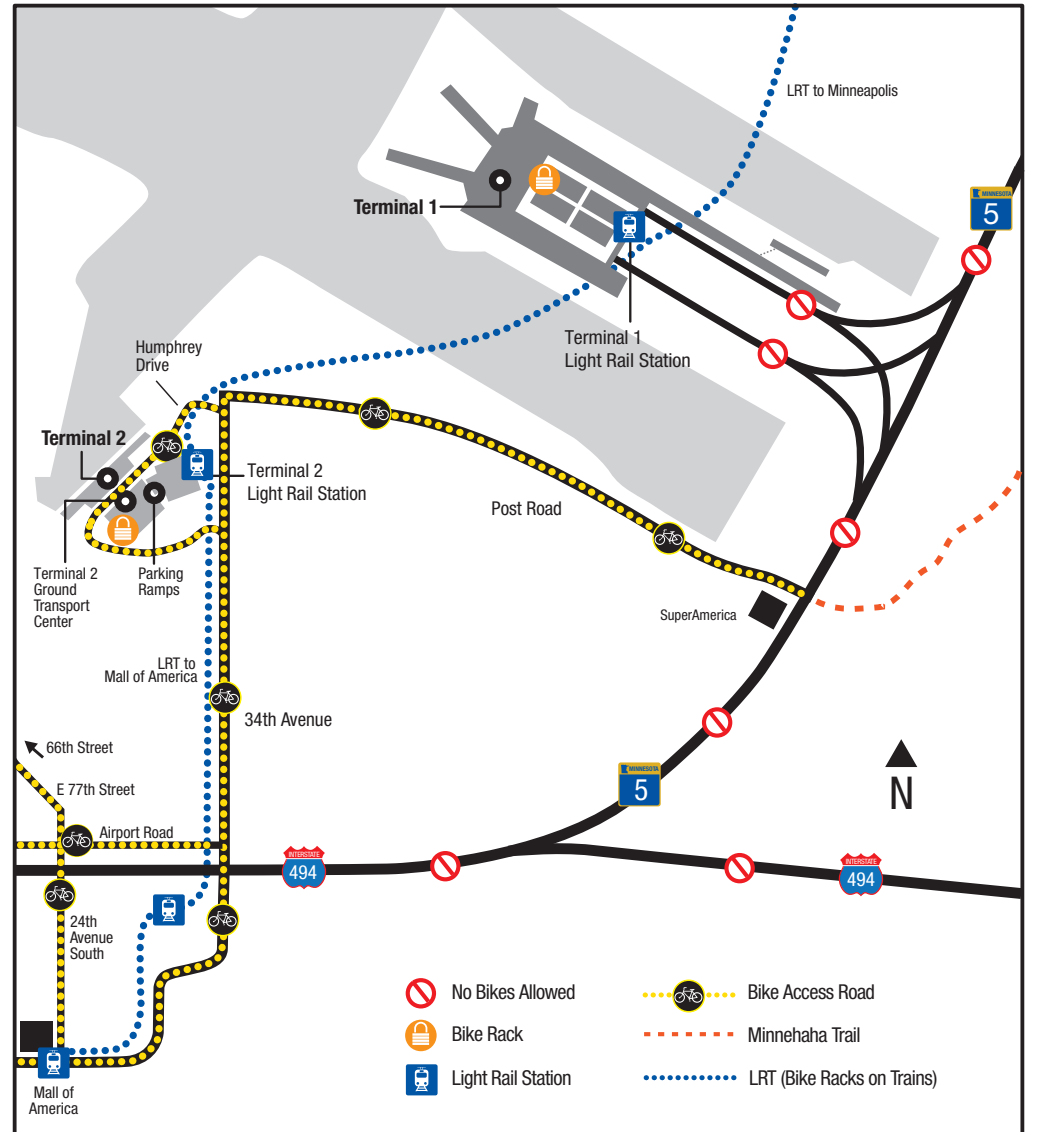 LRT to Minneapolis
MINNESOTA
5
Terminal 1
Terminal 1
Light Rail Station
Humphrey
Drive
Terminal 2
Terminal 2
Light Rail Station
Post Road
Terminal 2
Ground
Transport
Center
Parking
Ramps
SuperAmerica
LRT to
Mall of America
34th Avenue
66th Street
E 77th Street
MINNESOTA
5
N
Airport Road
INTERSTATE
494
INTERSTATE
494
24th
Avenue
South
No Bikes Allowed
Bike Access Road
Bike Rack
Minnehaha Trail
Light Rail Station
LRT (Bike Racks on Trains)
Mall of
America